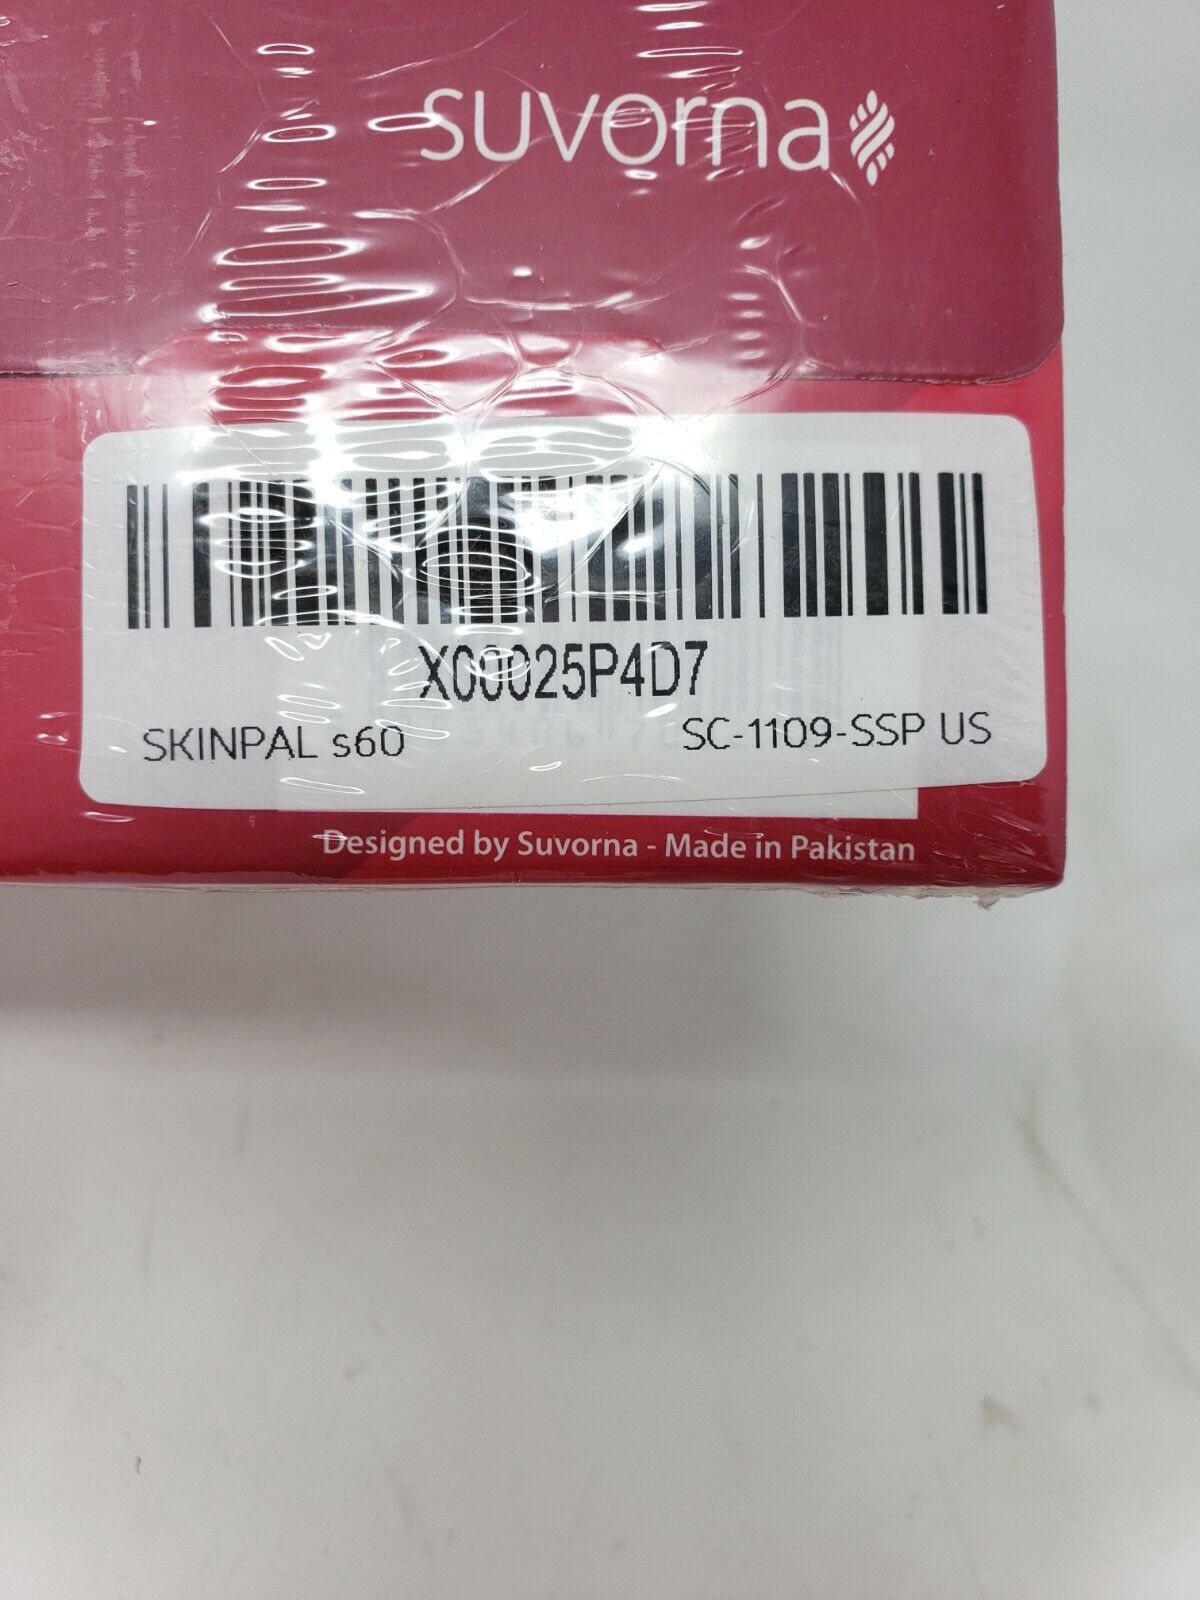 suvorna
X00025P4D7
SKINPAL s60 SC-1109-SSP US
Designed by Suvorna - Made in Pakistan